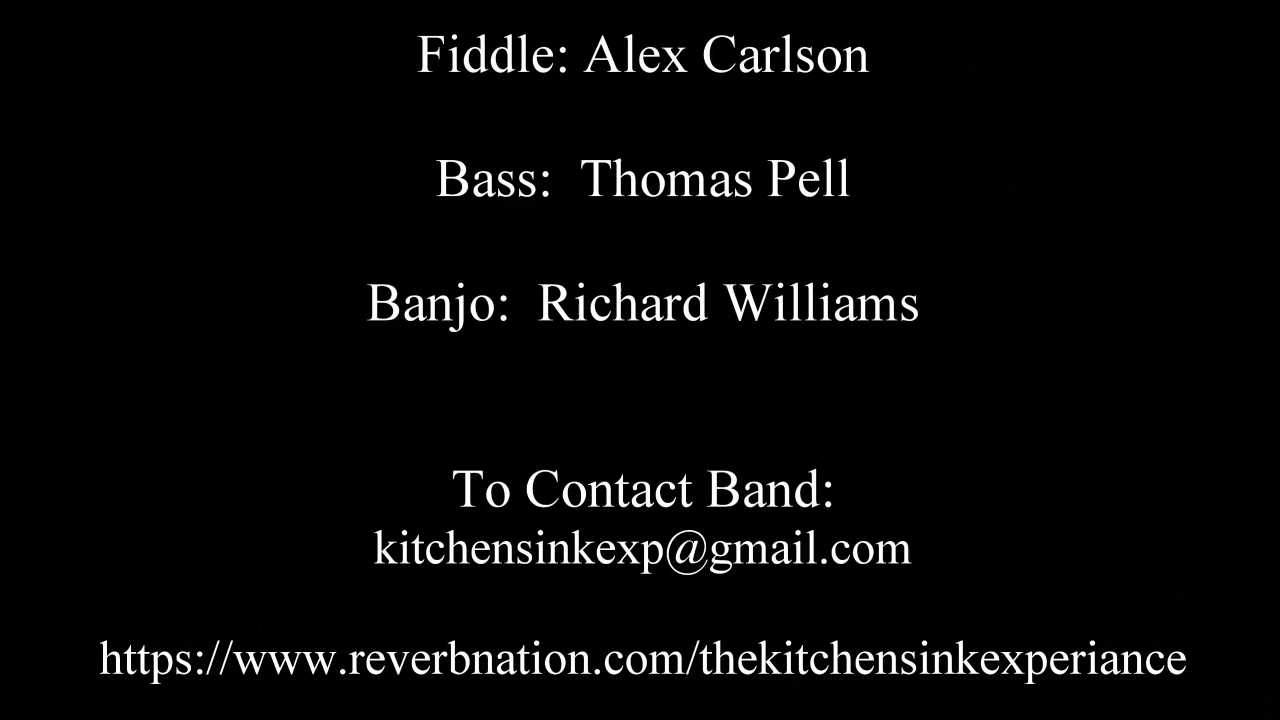 Fiddle: Alex Carlson
Bass:  Thomas Pell
Banjo:  Richard Williams
To Contact Band:
kitchensinkexp@gmail.com
https://www.reverbnation.com/thekitchensinkexperiance